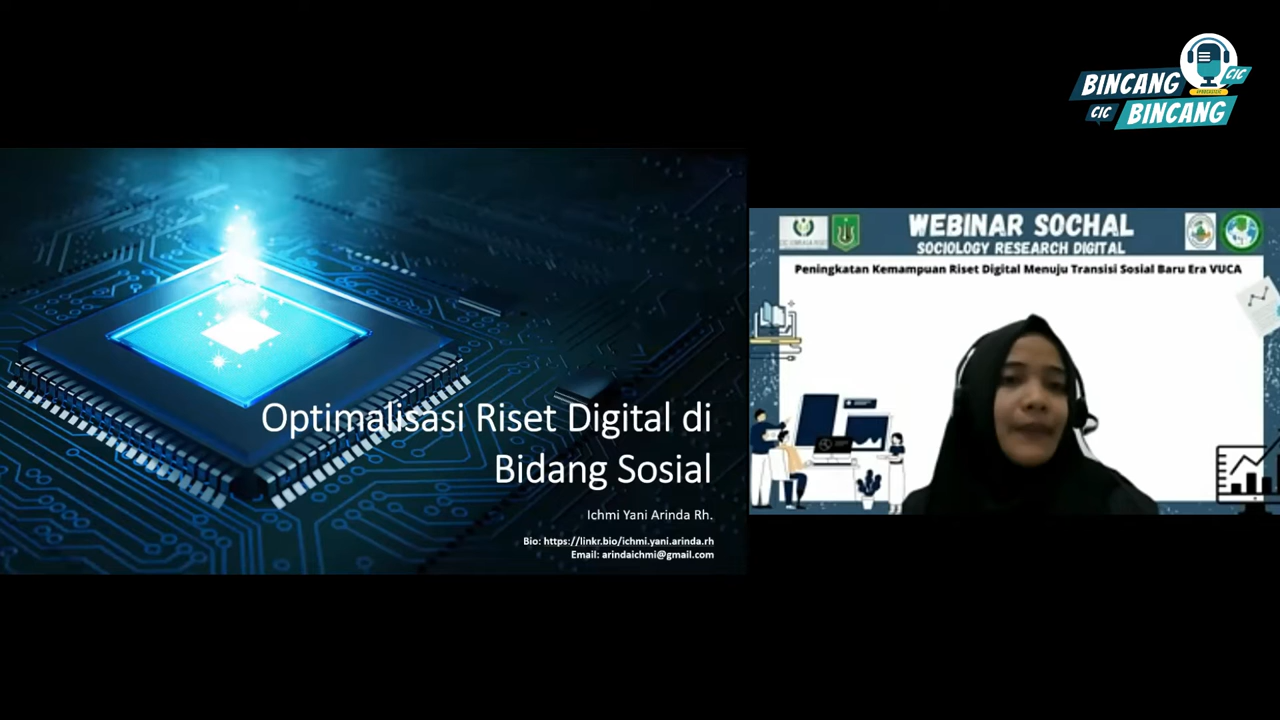 BINCANG
CIC
CIC
BINCANG
#PODCASTCIC
Optimalisasi Riset Digital di
Bidang Sosial
Ichmi Yani Arinda Rh.
Bio: https://linkr.bio/ichmi.yani.arinda.rh
Email: arindaichmi@gmail.com
WEBINAR SOCHAL
SOCIOLOGY RESEARCH DIGITAL
Peningkatan Kemampuan Riset Digital Menuju Transisi Sosial Baru Era VUCA